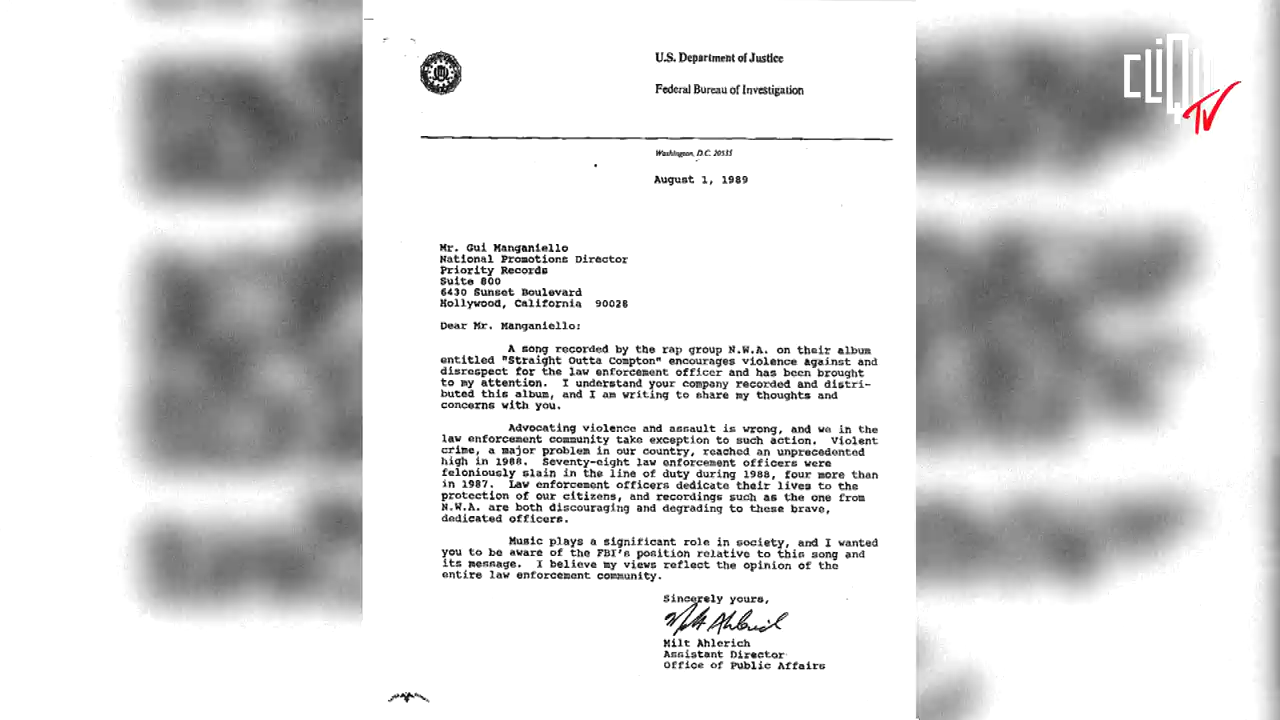 CLIQUE
TV
U.S. Department of Justice
Federal Bureau of Investigation
Washington, D.C. 20535
August 1, 1989
Mr. Gui Manganiello
National Promotions Director
Priority Records
Suite 800
6430 Sunset Boulevard
Hollywood, California 90028
Dear Mr. Manganiello:
A song recorded by the rap group N.W.A. on their album
entitled "Straight Outta Compton" encourages violence against and
disrespect for the law enforcement officer and has been brought
to my attention. I understand your company recorded and distri-
buted this album, and I am writing to share my thoughts and
concerns with you.
Advocating violence and assault is wrong, and we in the
law enforcement community take exception to such action. Violent
crime, a major problem in our country, reached an unprecedented
high in 1988. Seventy-eight law enforcement officers were
feloniously slain in the line of duty during 1988, four more than
in 1987. Law enforcement officers dedicate their lives to the
protection of our citizens, and recordings such as the one from
N.W.A. are both discouraging and degrading to these brave,
dedicated officers.
Music plays a significant role in society, and I wanted
you to be aware of the FBI's position relative to this song and
its message. I believe my views reflect the opinion of the
entire law enforcement community.
Sincerely yours,
Milt Ahlerich
Milt Ahlerich
Assistant Director
Office of Public Affairs